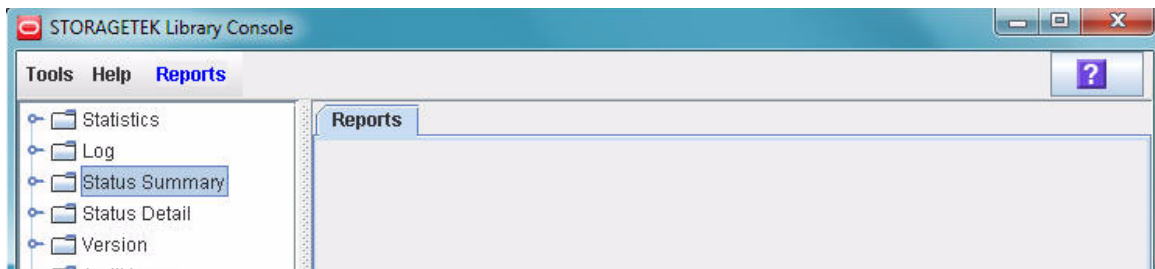 STORAGETEK Library Console
Tools Help Reports
?
Statistics
Log
Status Summary
Status Detail
Version
Reports